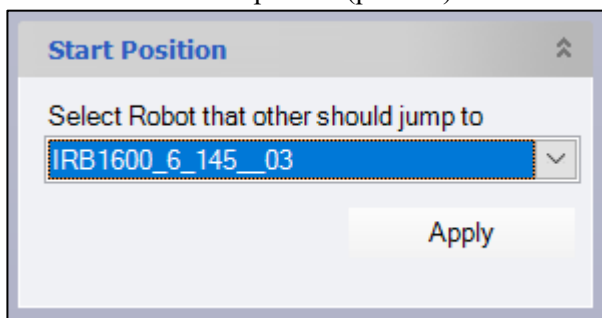 Start Position
Select Robot that other should jump to
IRB1600_6_145__03
Apply